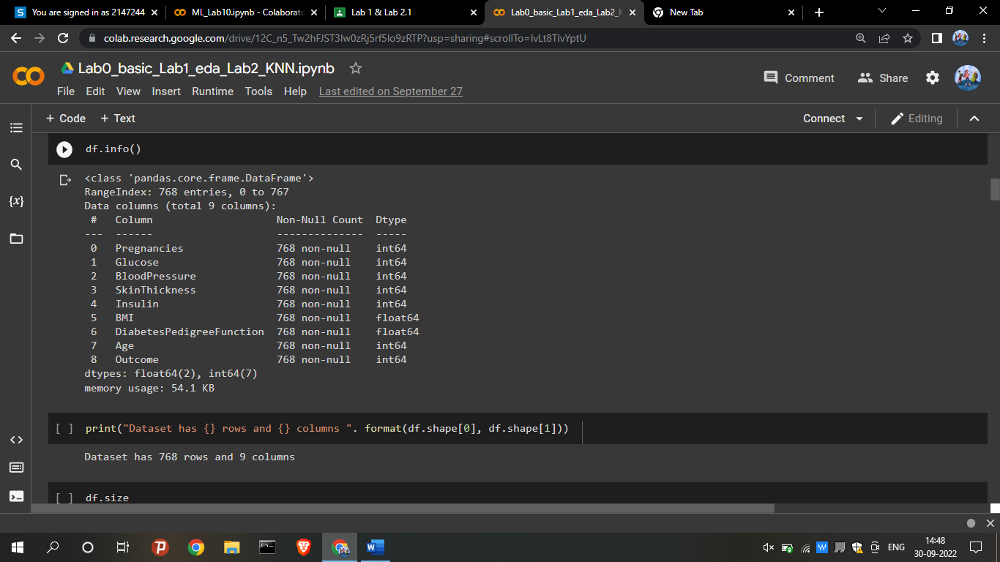 You are signed in as 2147244
ML_Lab10.ipynb - Colaborato
Lab 1 & Lab 2.1
Lab0_basic_Lab1_eda_Lab2_K
New Tab
colab.research.google.com/drive/12C_n5_Tw2hFJST3Iw0zRj5rf5Io9zRTP?usp=sharing#scrollTo=IvLt8TlvYptU
Lab0_basic_Lab1_eda_Lab2_KNN.ipynb
Comment
Share
File Edit View Insert Runtime Tools Help Last edited on September 27
+ Code + Text
Connect
Editing
df.info()
<class 'pandas.core.frame.DataFrame'>
RangeIndex: 768 entries, 0 to 767
Data columns (total 9 columns):
# Column Non-Null Count Dtype
--- ------ -------------- -----
0 Pregnancies 768 non-null int64
1 Glucose 768 non-null int64
2 BloodPressure 768 non-null int64
3 SkinThickness 768 non-null int64
4 Insulin 768 non-null int64
5 BMI 768 non-null float64
6 DiabetesPedigreeFunction 768 non-null float64
7 Age 768 non-null int64
8 Outcome 768 non-null int64
dtypes: float64(2), int64(7)
memory usage: 54.1 KB
[ ] print("Dataset has {} rows and {} columns ". format(df.shape[0], df.shape[1]))
Dataset has 768 rows and 9 columns
[ ] df.size
ENG
14:48
30-09-2022